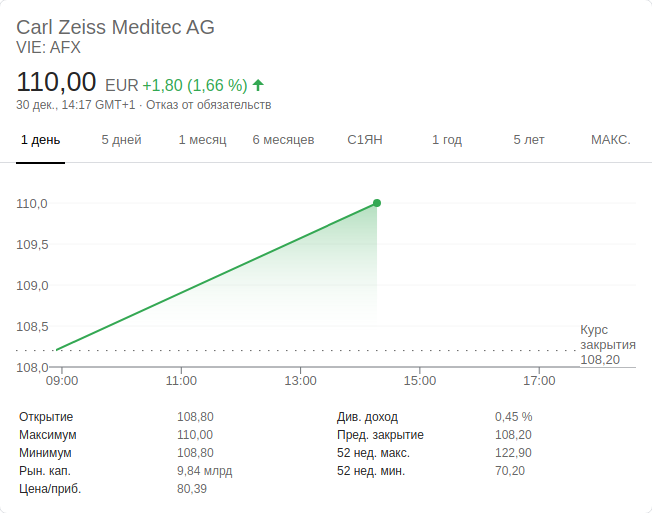 Carl Zeiss Meditec AG
VIE: AFX
110,00 EUR +1,80 (1,66 %)
30 дек., 14:17 GMT+1 · Отказ от обязательств
1 день 5 дней 1 месяц 6 месяцев С1ЯН 1 год 5 лет МАКС.
110,0
109,5
109,0
108,5
108,0
Курс
закрытия
108,20
09:00 11:00 13:00 15:00 17:00
Открытие 108,80 Див. доход 0,45 %
Максимум 110,00 Пред. закрытие 108,20
Минимум 108,80 52 нед. макс. 122,90
Рын. кап. 9,84 млрд 52 нед. мин. 70,20
Цена/приб. 80,39